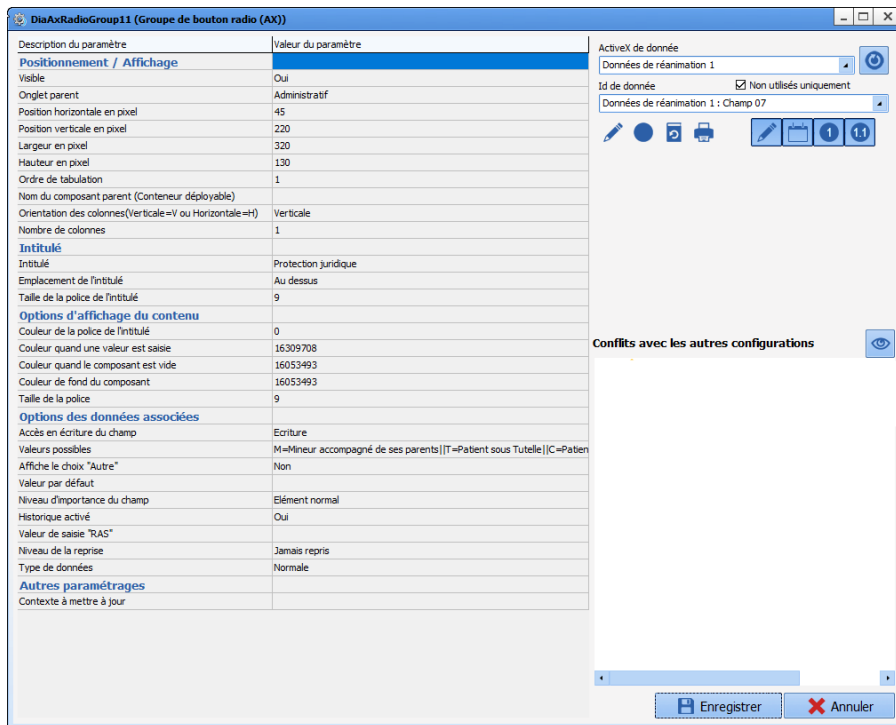 DiaAxRadioGroup11 (Groupe de bouton radio (AX))
Description du paramètre Valeur du paramètre
Positionnement / Affichage
Visible Oui
Onglet parent Administratif
Position horizontale en pixel 45
Position verticale en pixel 220
Largeur en pixel 320
Hauteur en pixel 130
Ordre de tabulation 1
Nom du composant parent (Conteneur déployable)
Orientation des colonnes(Verticale=V ou Horizontale=H) Verticale
Nombre de colonnes 1
Intitulé
Intitulé Protection juridique
Emplacement de l'intitulé Au dessus
Taille de la police de l'intitulé 9
Options d'affichage du contenu
Couleur de la police de l'intitulé 0
Couleur quand une valeur est saisie 16309708
Couleur quand le composant est vide 16053493
Couleur de fond du composant 16053493
Taille de la police 9
Options des données associées
Accès en écriture du champ Ecriture
Valeurs possibles M=Mineur accompagné de ses parents||T=Patient sous Tutelle||C=Patien
Affiche le choix "Autre" Non
Valeur par défaut
Niveau d'importance du champ Elément normal
Historique activé Oui
Valeur de saisie "RAS"
Niveau de la reprise Jamais repris
Type de données Normale
Autres paramétrages
Contexte à mettre à jour
ActiveX de donnée
Données de réanimation 1
Id de donnée Non utilisés uniquement
Données de réanimation 1 : Champ 07
1 1.1
Conflits avec les autres configurations
Enregistrer Annuler